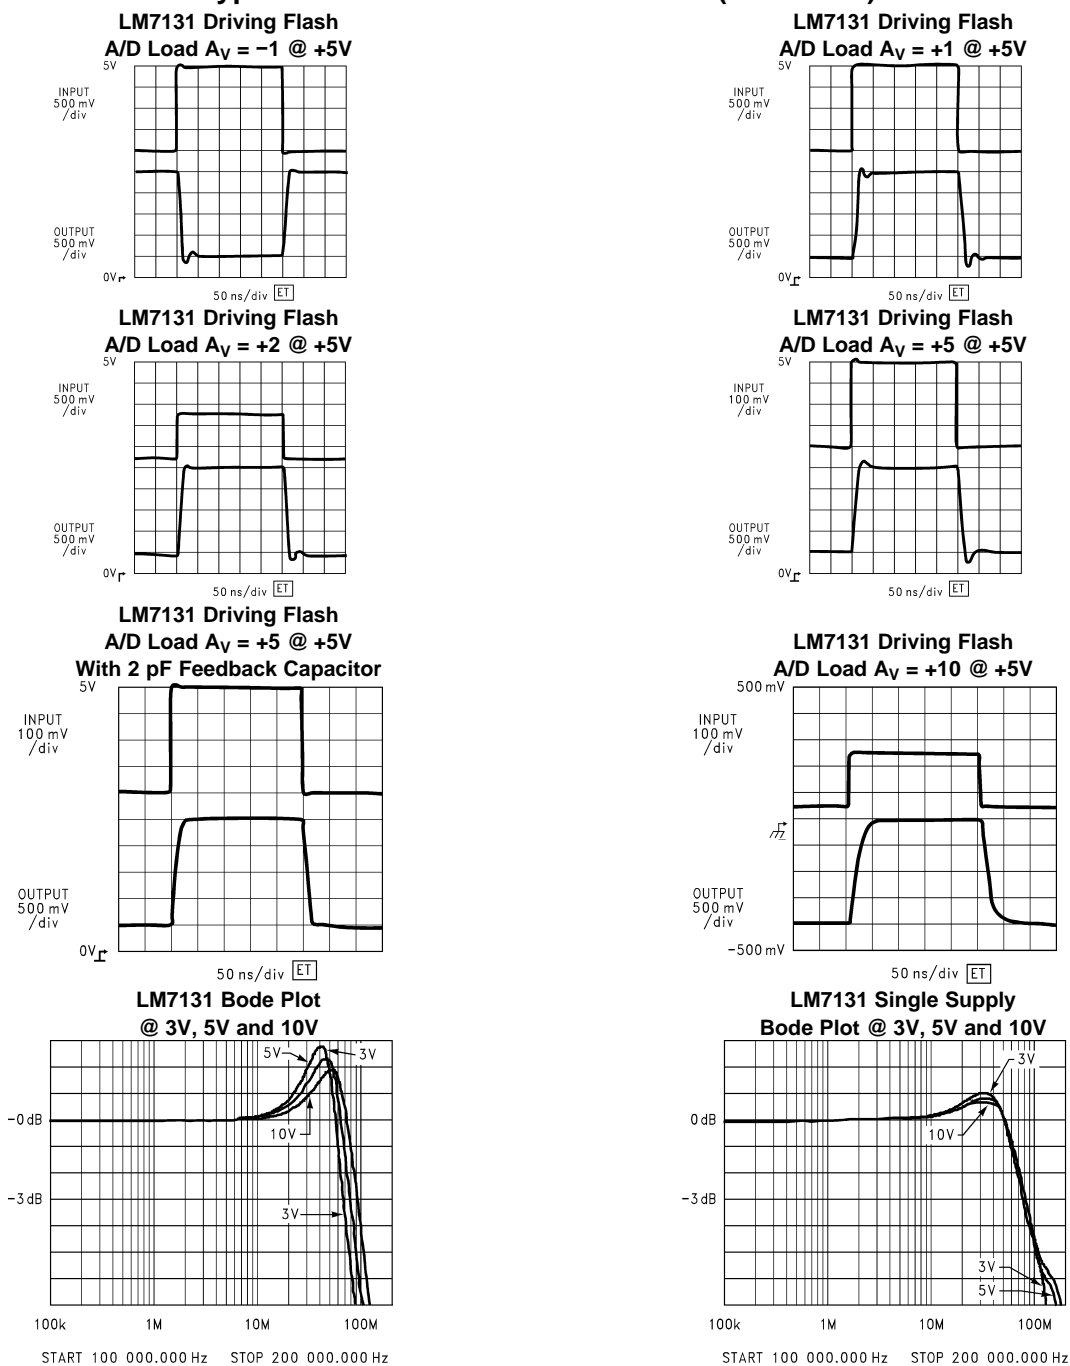 LM7131 Driving Flash
A/D Load AV = −1 @ +5V
5V
INPUT
500 mV
/div
OUTPUT
500 mV
/div
0V
50 ns/div ET
LM7131 Driving Flash
A/D Load AV = +1 @ +5V
5V
INPUT
500 mV
/div
OUTPUT
500 mV
/div
0V
50 ns/div ET
LM7131 Driving Flash
A/D Load AV = +2 @ +5V
5V
INPUT
500 mV
/div
OUTPUT
500 mV
/div
0V
50 ns/div ET
LM7131 Driving Flash
A/D Load AV = +5 @ +5V
5V
INPUT
100 mV
/div
OUTPUT
500 mV
/div
0V
50 ns/div ET
LM7131 Driving Flash
A/D Load AV = +5 @ +5V
With 2 pF Feedback Capacitor
5V
INPUT
100 mV
/div
OUTPUT
500 mV
/div
0V
50 ns/div ET
LM7131 Driving Flash
A/D Load AV = +10 @ +5V
500 mV
INPUT
100 mV
/div
OUTPUT
500 mV
/div
−500 mV
50 ns/div ET
LM7131 Bode Plot
@ 3V, 5V and 10V
5V
3V
−0 dB
10V
−3 dB
3V
100k 1M 10M 100M
START 100 000.000 Hz STOP 200 000.000 Hz
LM7131 Single Supply
Bode Plot @ 3V, 5V and 10V
3V
0 dB
10V
−3 dB
3V
5V
100k 1M 10M 100M
START 100 000.000 Hz STOP 200 000.000 Hz